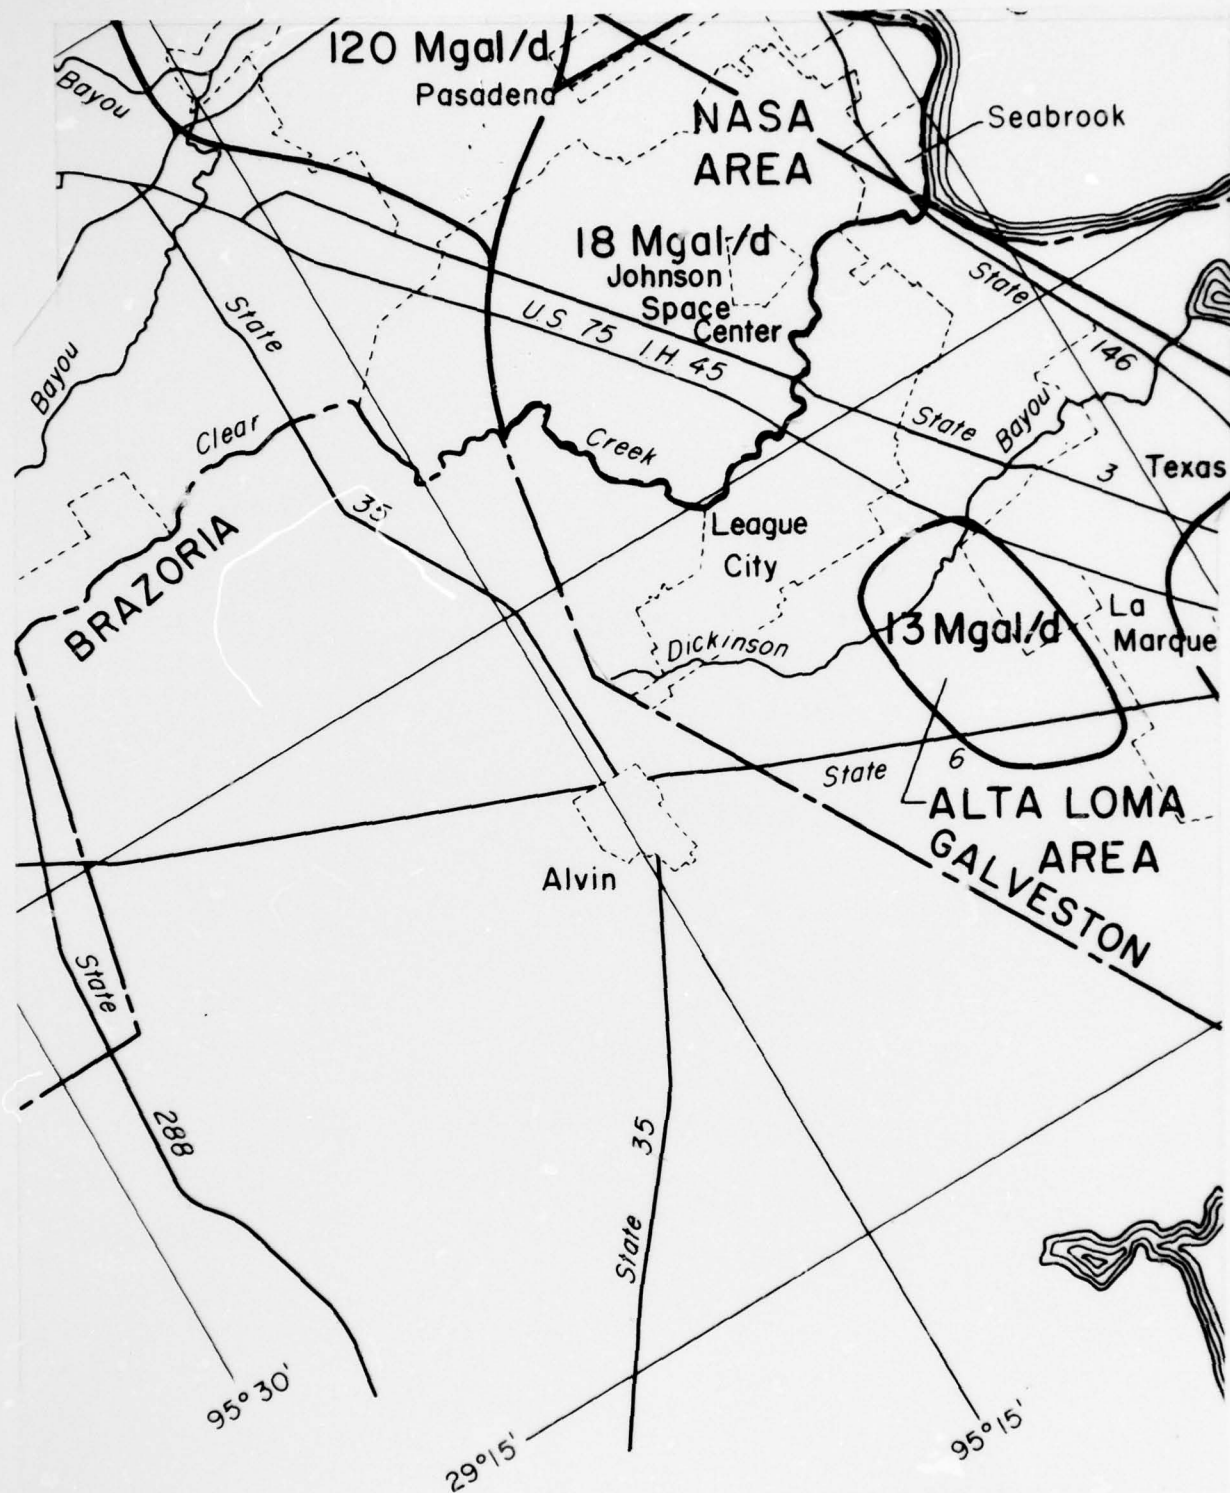 120 Mgal/d
Pasadena
Bayou
NASA
AREA
Seabrook
18 Mgal/d
Johnson
Space
Center
State
146
State
U.S. 75 I.H. 45
Bayou
Clear
Creek
State
3
Bayou
Texas
35
League
City
BRAZORIA
13 Mgal/d
La
Marque
Dickinson
State 6
ALTA LOMA
AREA
GALVESTON
Alvin
State
288
35
State
95°30'
29°15'
95°15'